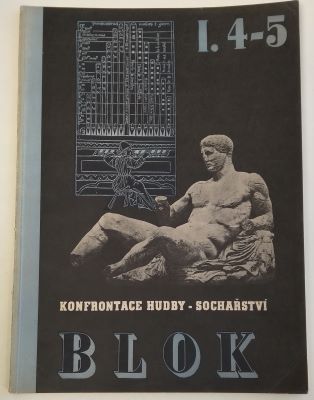 I. 4-5
KONFRONTACE HUDBY - SOCHAŘSTVÍ
BLOK